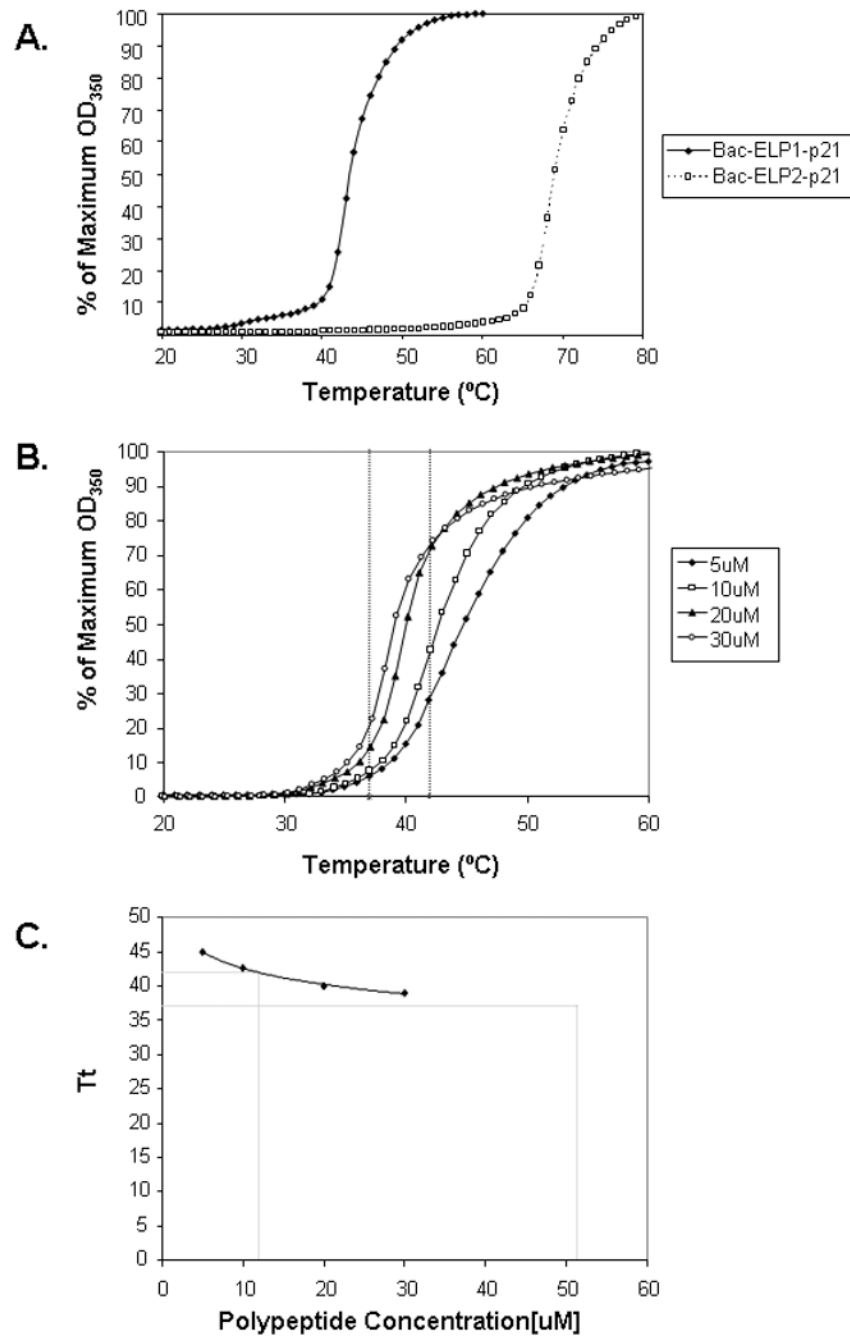 A.
% of Maximum OD350
100
90
80
70
60
50
40
30
20
10
20 30 40 50 60 70 80
Temperature (ºC)
Bac-ELP1-p21
Bac-ELP2-p21
B.
% of Maximum OD350
100
90
80
70
60
50
40
30
20
10
0
20 30 40 50 60
Temperature (ºC)
5uM
10uM
20uM
30uM
C.
Tt
50
45
40
35
30
25
20
15
10
5
0
0 10 20 30 40 50 60
Polypeptide Concentration[uM]